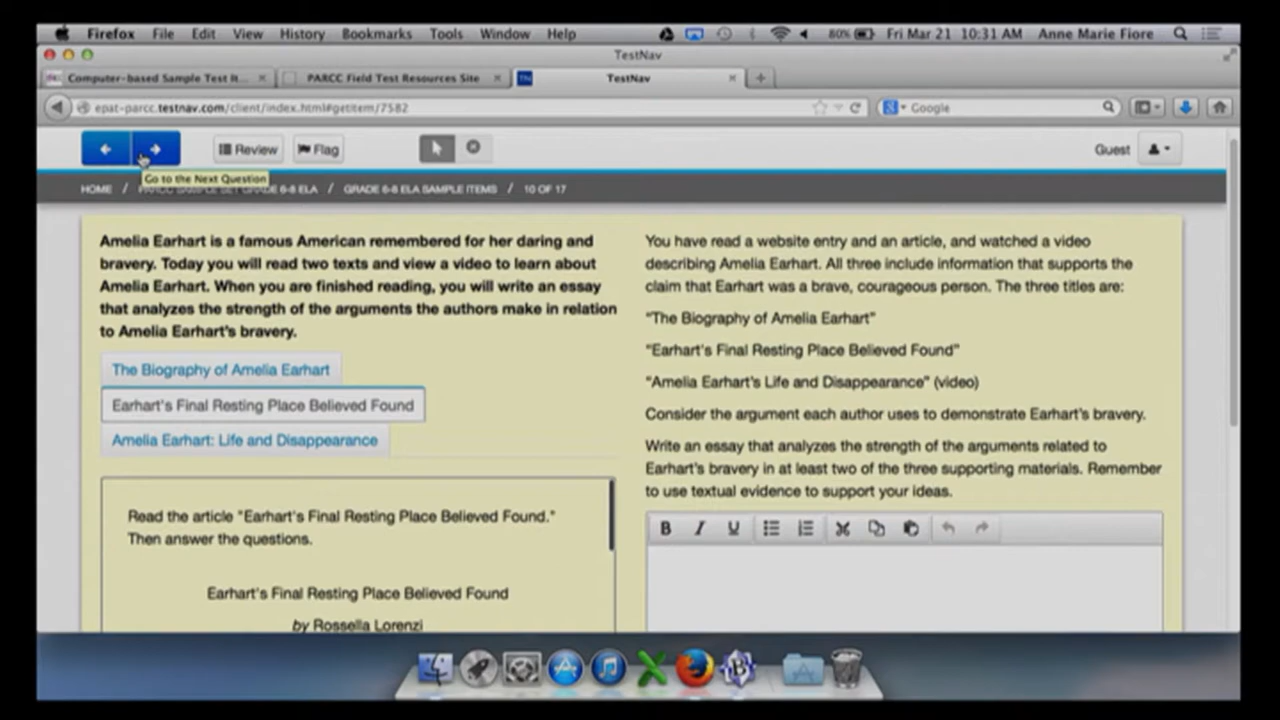 Firefox File Edit View History Bookmarks Tools Window Help 80% Fri Mar 21 10:31 AM Anne Marie Fiore
TestNav
Computer-based Sample Test It... PARCC Field Test Resources Site TestNav
epat-parcc.testnav.com/client/index.html#getitem/7582 Google
Review Flag Guest
Go to the Next Question
HOME / PARCC SAMPLE SET GRADE 6-8 ELA / GRADE 6-8 ELA SAMPLE ITEMS / 10 OF 17
Amelia Earhart is a famous American remembered for her daring and
bravery. Today you will read two texts and view a video to learn about
Amelia Earhart. When you are finished reading, you will write an essay
that analyzes the strength of the arguments the authors make in relation
to Amelia Earhart's bravery.
The Biography of Amelia Earhart
Earhart's Final Resting Place Believed Found
Amelia Earhart: Life and Disappearance
Read the article "Earhart's Final Resting Place Believed Found."
Then answer the questions.
Earhart's Final Resting Place Believed Found
by Rossella Lorenzi
You have read a website entry and an article, and watched a video
describing Amelia Earhart. All three include information that supports the
claim that Earhart was a brave, courageous person. The three titles are:
"The Biography of Amelia Earhart"
"Earhart's Final Resting Place Believed Found"
"Amelia Earhart's Life and Disappearance" (video)
Consider the argument each author uses to demonstrate Earhart's bravery.
Write an essay that analyzes the strength of the arguments related to
Earhart's bravery in at least two of the three supporting materials. Remember
to use textual evidence to support your ideas.
B I U